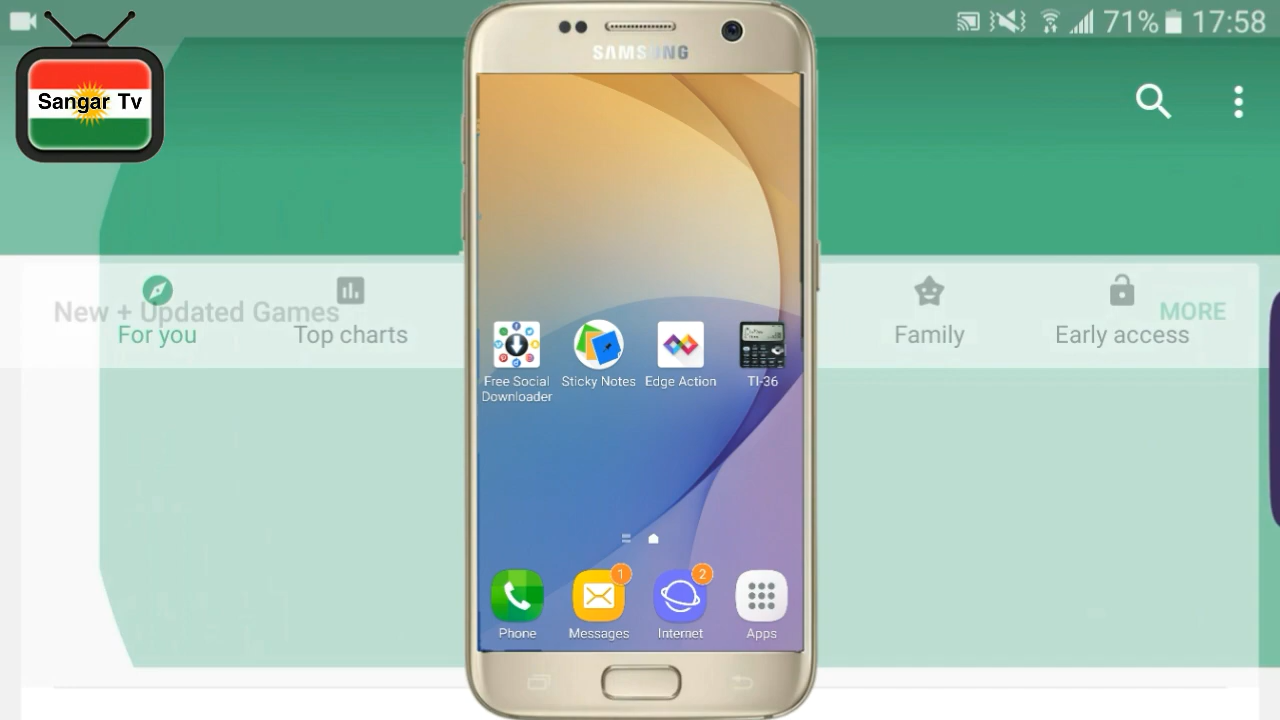 71% 17:58
Sangar Tv
SAMSUNG
New + Updated Games
MORE
For you
Top charts
Family
Early access
Free Social
Downloader
Sticky Notes
Edge Action
TI-36
1
2
Phone
Messages
Internet
Apps